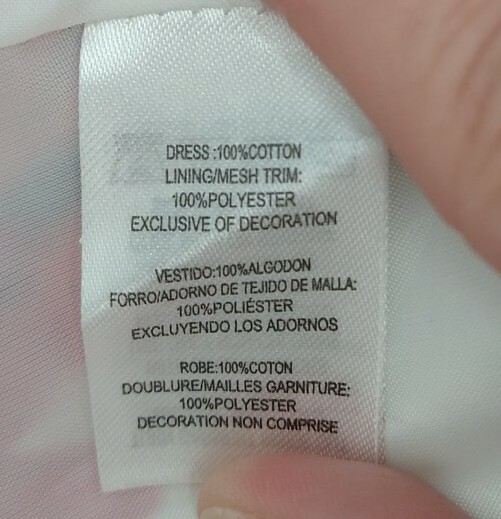 DRESS :100%COTTON
LINING/MESH TRIM:
100%POLYESTER
EXCLUSIVE OF DECORATION
VESTIDO:100%ALGODON
FORRO/ADORNO DE TEJIDO DE MALLA:
100%POLIÉSTER
EXCLUYENDO LOS ADORNOS
ROBE:100%COTON
DOUBLURE/MAILLES GARNITURE:
100%POLYESTER
DECORATION NON COMPRISE